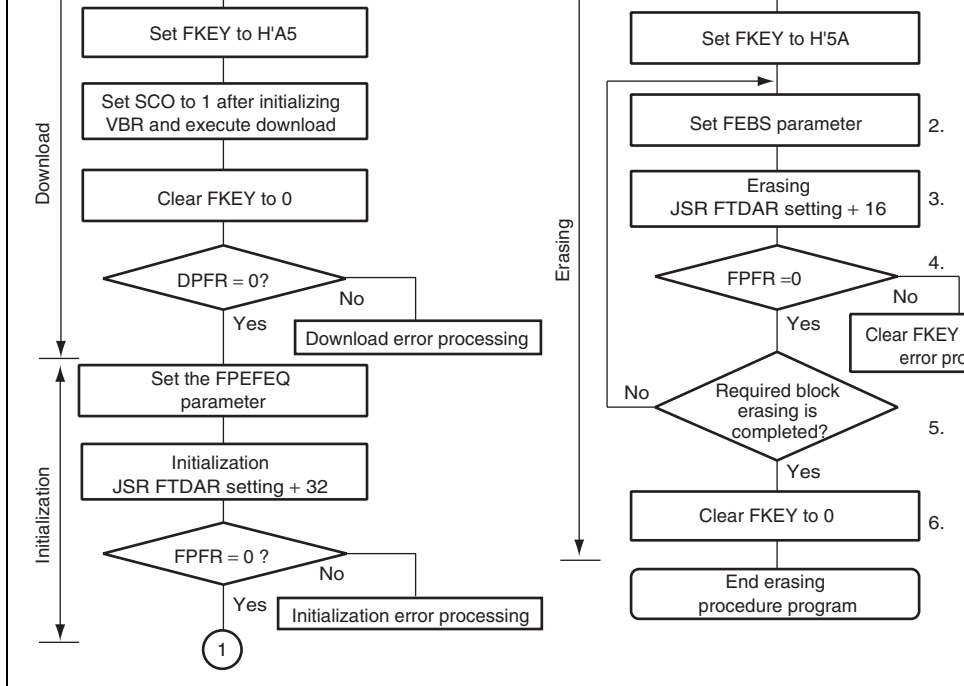 Set FKEY to H'A5
Set SCO to 1 after initializing
VBR and execute download
Download
Clear FKEY to 0
DPFR = 0?
No
Yes
Download error processing
Set the FPEFEQ
parameter
Initialization
JSR FTDAR setting + 32
Initialization
FPFR = 0 ?
No
Yes
Initialization error processing
1
Set FKEY to H'5A
Set FEBS parameter
2.
Erasing
JSR FTDAR setting + 16
3.
Erasing
4.
FPFR =0
No
Yes
Clear FKEY
error
No
Required block
erasing is
completed?
5.
Yes
Clear FKEY to 0
6.
End erasing
procedure program